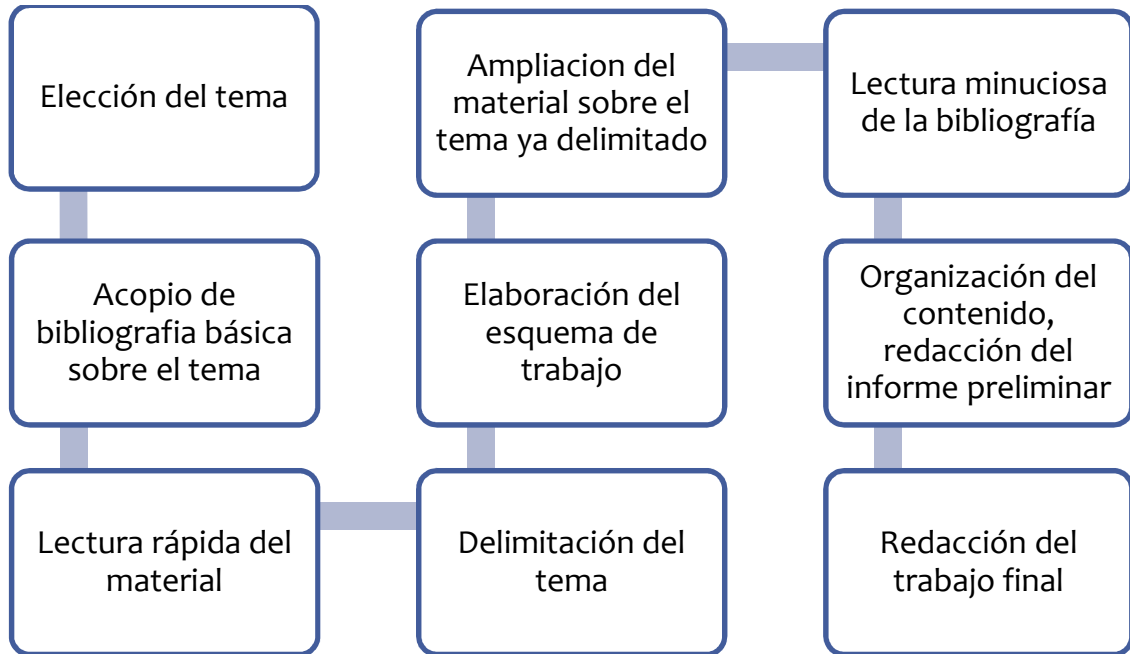 Elección del tema
Acopio de
bibliografia básica
sobre el tema
Lectura rápida del
material
Delimitación del
tema
Elaboración del
esquema de
trabajo
Ampliacion del
material sobre el
tema ya delimitado
Lectura minuciosa
de la bibliografía
Organización del
contenido,
redacción del
informe preliminar
Redacción del
trabajo final